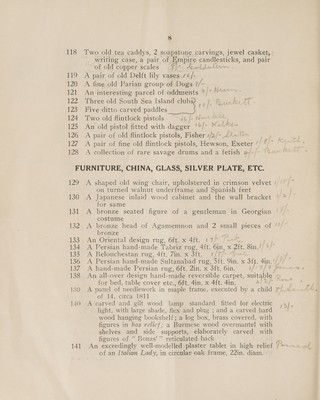 8
118 Two old tea caddys, 2 soapstone carvings, jewel casket,
writing case, a pair of Empire candlesticks, and pair
of old copper scales
119 A pair of old Delft lily vases
120 A fine old Parian group of Dogs
121 An interesting parcel of oddments
122 Three old South Sea Island clubs
123 Five ditto carved paddles
124 Two old flintlock pistols
125 An old pistol fitted with dagger
126 A pair of old flintlock pistols, Fisher
127 A pair of fine old flintlock pistols, Hewson, Exeter
128 A collection of rare savage drums and a fetish
FURNITURE, CHINA, GLASS, SILVER PLATE, ETC.
129 A shaped old wing chair, upholstered in crimson velvet
on turned walnut underframe and Spanish feet
130 A Japanese inlaid wood cabinet and the wall bracket
for same
131 A bronze seated figure of a gentleman in Georgian
costume
132 A bronze head of Agamemnon and 2 small pieces of
bronze
133 An Oriental design rug, 6ft. x 4ft.
134 A Persian hand-made Tabriz rug, 4ft. 6in. x 2ft. 8in.
135 A Belouchestan rug, 4ft. 7in. x 3ft.
136 A Persian hand-made Soltanabad rug, 5ft. 9in. x 3ft. 4in.
137 A hand-made Persian rug, 6ft. 2in. x 3ft. 6in.
138 An all-over design hand-made reversible carpet, suitable
for bed, table cover etc., 6ft. 4in. x 4ft. 4in.
139 A panel of needlework in maple frame, executed by a child
of 14, circa 1811
140 A carved and gilt wood lamp standard fitted for electric
light, with large shade, flex and plug; and a carved hard
wood hanging bookshelf; a log box, brass covered, with
figures in bas relief; a Burmese wood overmantel with
shelves and side supports, elaborately carved with
figures of "Bonas" reticulated back
141 An exceedingly well-modelled plaster tablet in high relief
of an Italian Lady, in circular oak frame, 22in. diam.